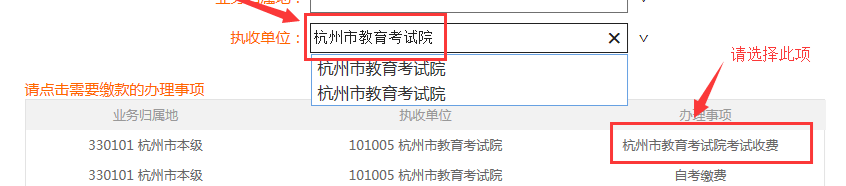 执收单位：
杭州市教育考试院
杭州市教育考试院
杭州市教育考试院
请选择此项
请点击需要缴款的办理事项
业务归属地 执收单位 办理事项
330101 杭州市本级 101005 杭州市教育考试院 杭州市教育考试院考试收费
330101 杭州市本级 101005 杭州市教育考试院 自考缴费